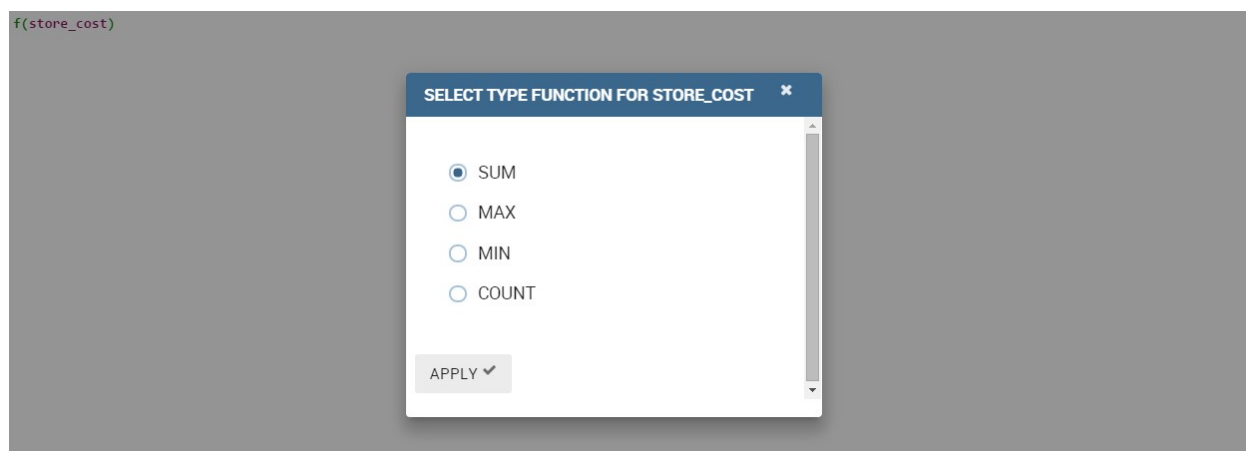 f(store_cost)
SELECT TYPE FUNCTION FOR STORE_COST
SUM
MAX
MIN
COUNT
APPLY